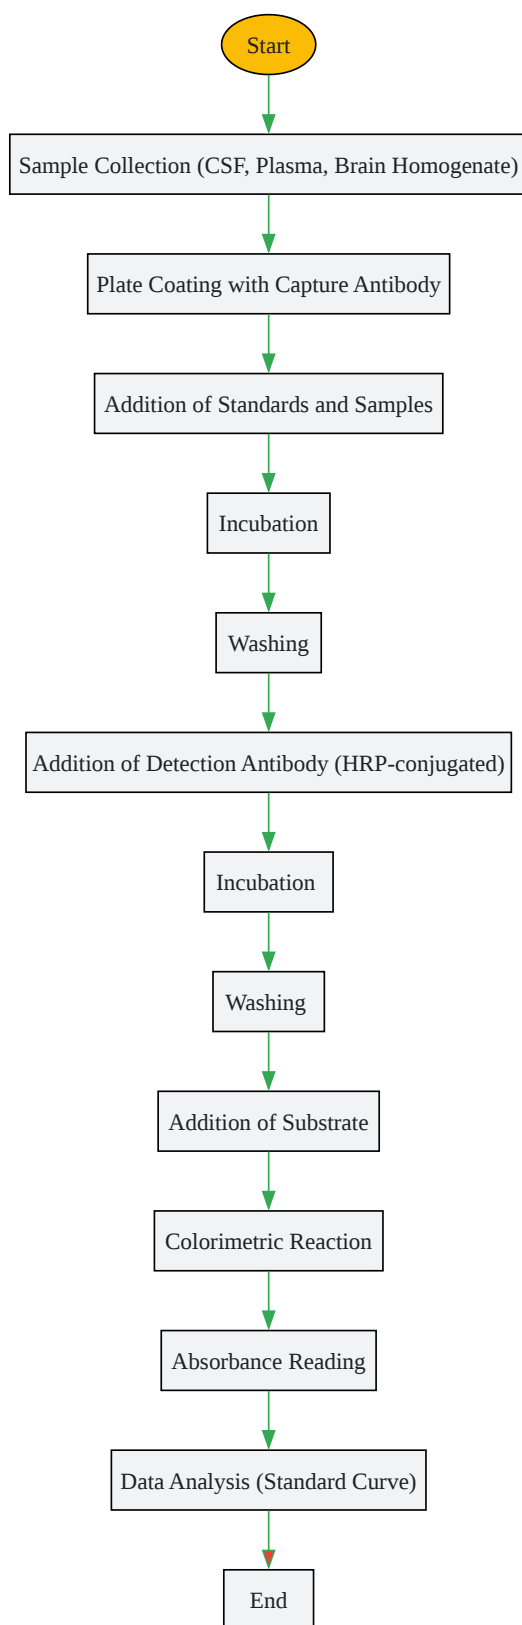 Start
Sample Collection (CSF, Plasma, Brain Homogenate)
Plate Coating with Capture Antibody
Addition of Standards and Samples
Incubation
Washing
Addition of Detection Antibody (HRP-conjugated)
Incubation
Washing
Addition of Substrate
Colorimetric Reaction
Absorbance Reading
Data Analysis (Standard Curve)
End